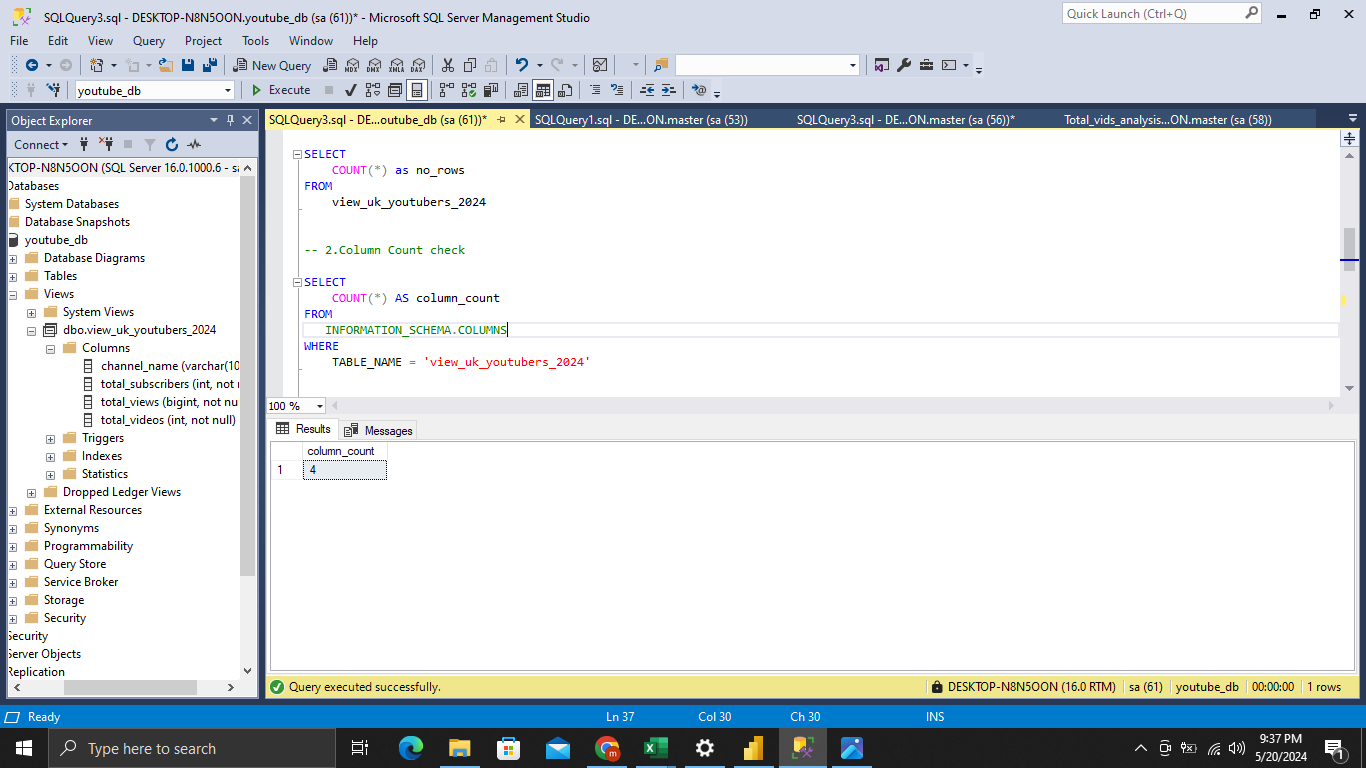 SQLQuery3.sql - DESKTOP-N8N5OON.youtube_db (sa (61))* - Microsoft SQL Server Management Studio
Quick Launch (Ctrl+Q)
File Edit View Query Project Tools Window Help
New Query MDX DMX XMLA DAX
youtube_db Execute
Object Explorer
SQLQuery3.sql - DE...outube_db (sa (61))* SQLQuery1.sql - DE...ON.master (sa (53)) SQLQuery3.sql - DE...ON.master (sa (56))* Total_vids_analysis...ON.master (sa (58))
Connect
KTOP-N8N5OON (SQL Server 16.0.1000.6 - sa
Databases
System Databases
Database Snapshots
youtube_db
Database Diagrams
Tables
Views
System Views
dbo.view_uk_youtubers_2024
Columns
channel_name (varchar(10
total_subscribers (int, not n
total_views (bigint, not nu
total_videos (int, not null)
Triggers
Indexes
Statistics
Dropped Ledger Views
External Resources
Synonyms
Programmability
Query Store
Service Broker
Storage
Security
Security
Server Objects
Replication
SELECT
COUNT(*) as no_rows
FROM
view_uk_youtubers_2024
-- 2.Column Count check
SELECT
COUNT(*) AS column_count
FROM
INFORMATION_SCHEMA.COLUMNS
WHERE
TABLE_NAME = 'view_uk_youtubers_2024'
100 %
Results Messages
column_count
1 4
Query executed successfully. DESKTOP-N8N5OON (16.0 RTM) sa (61) youtube_db 00:00:00 1 rows
Ready Ln 37 Col 30 Ch 30 INS
Type here to search
9:37 PM
5/20/2024
1